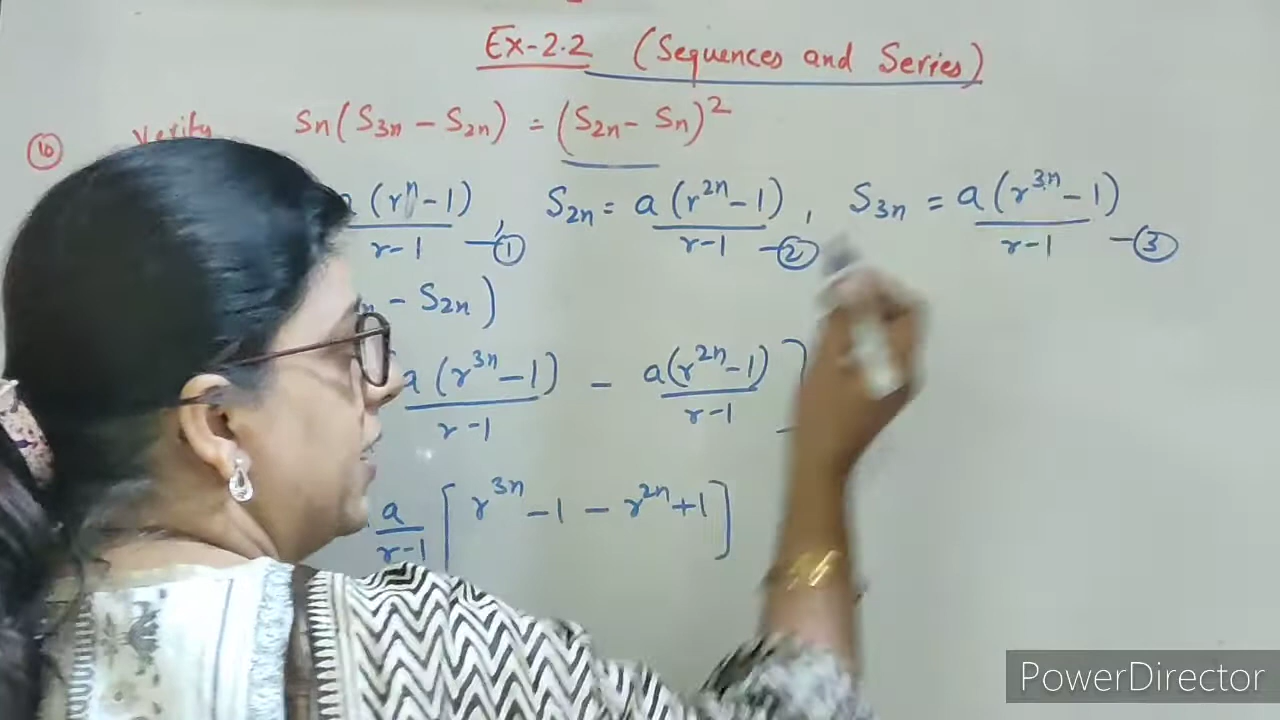 Ex-2.2 (Sequences and Series)
10 Verify Sn(S3n - S2n) = (S2n - Sn)²
a(rⁿ-1)/r-1 , —① S2n = a(r²ⁿ-1)/r-1 , —② S3n = a(r³ⁿ-1)/r-1 —③
- S2n)
a(r³ⁿ-1)/r-1 - a(r²ⁿ-1)/r-1 ]
a/r-1 [ r³ⁿ -1 - r²ⁿ +1 ]
PowerDirector